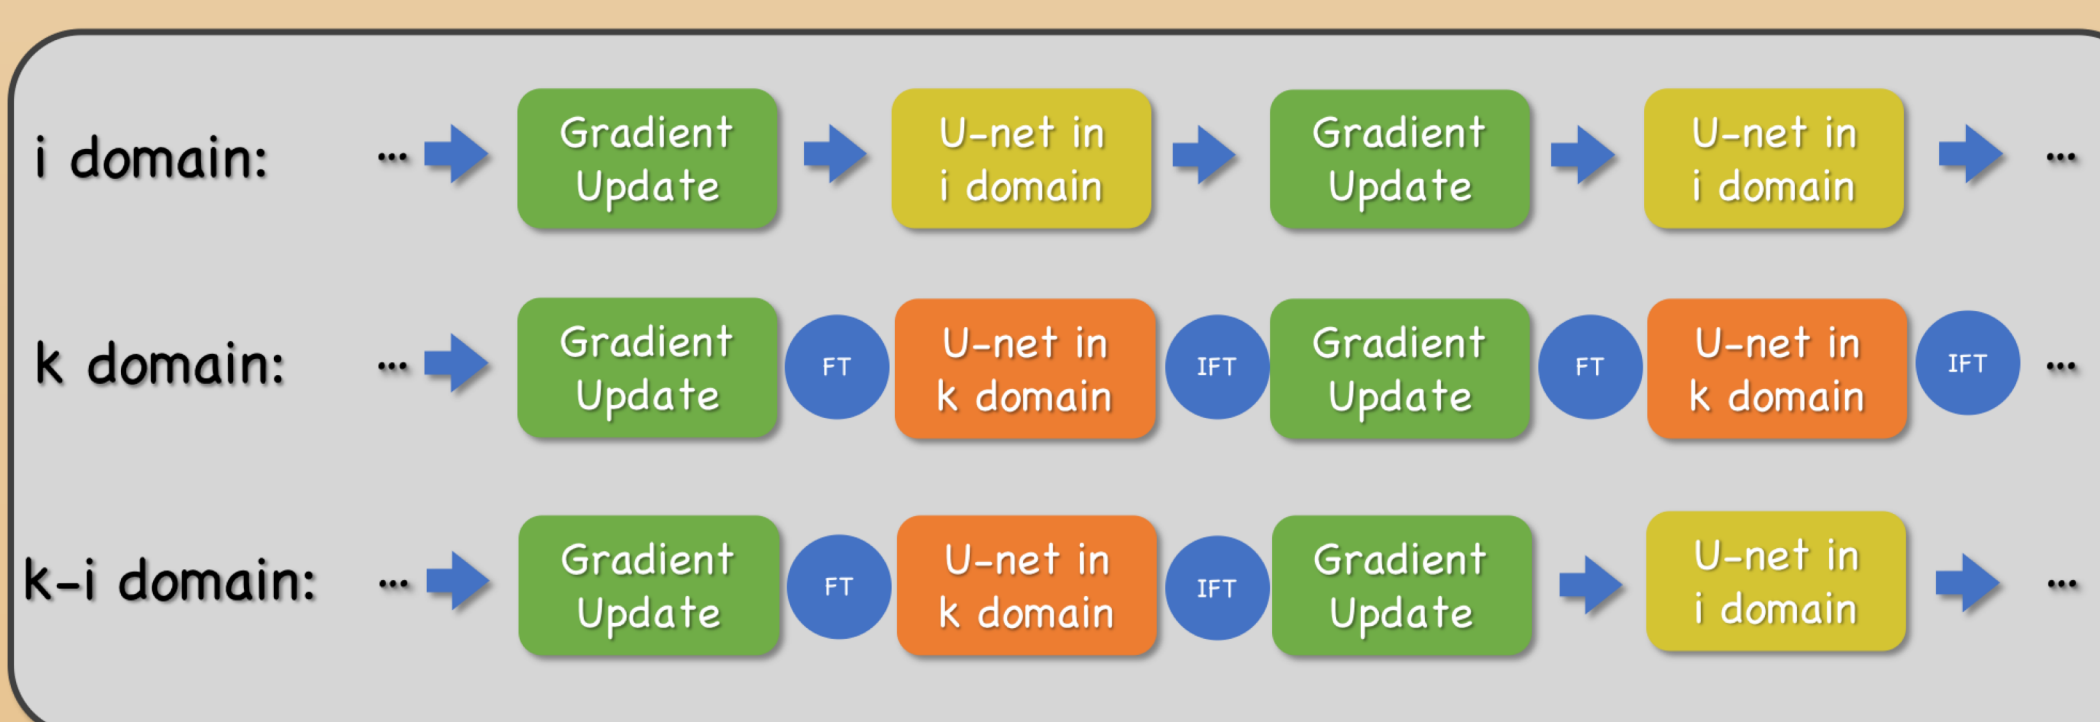 i domain:
...
Gradient
Update
U-net in
i domain
Gradient
Update
U-net in
i domain
...
k domain:
...
Gradient
Update
FT
U-net in
k domain
IFT
Gradient
Update
FT
U-net in
k domain
IFT
...
k-i domain:
...
Gradient
Update
FT
U-net in
k domain
IFT
Gradient
Update
U-net in
i domain
...